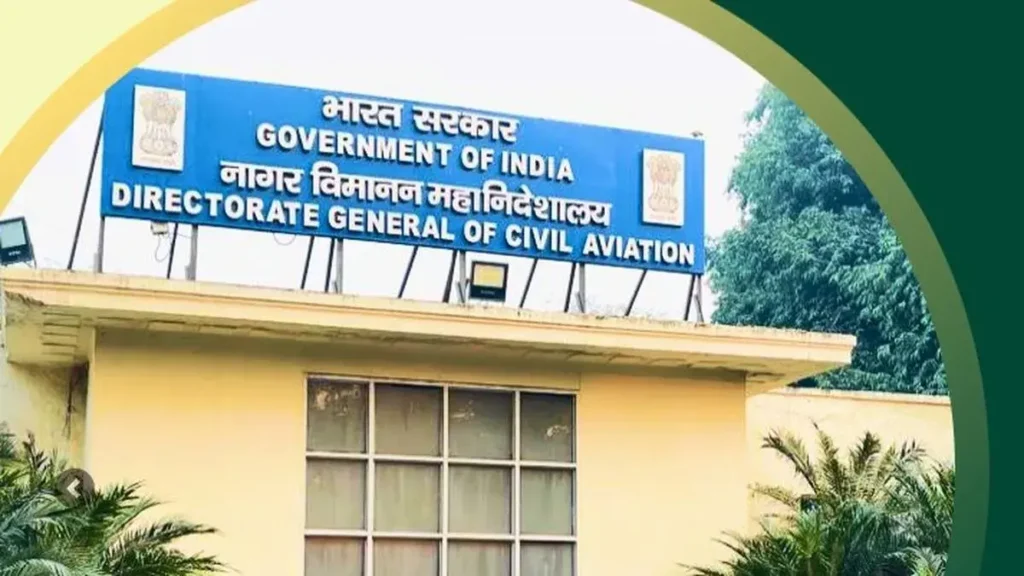 भारत सरकार
GOVERNMENT OF INDIA
नागर विमानन महानिदेशालय
DIRECTORATE GENERAL OF CIVIL AVIATION